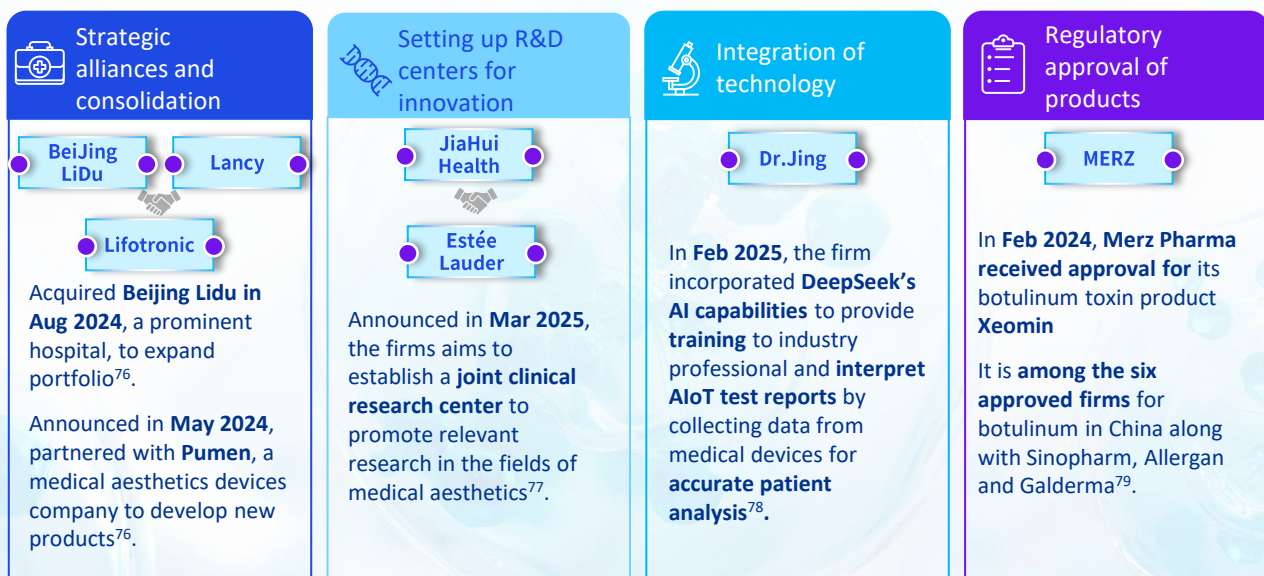 Strategic
alliances and
consolidation
BeiJing
LiDu
Lancy
Lifotronic
Acquired Beijing Lidu in
Aug 2024, a prominent
hospital, to expand
portfolio76.
Announced in May 2024,
partnered with Pumen, a
medical aesthetics devices
company to develop new
products76.
Setting up R&D
centers for
innovation
JiaHui
Health
Estée
Lauder
Announced in Mar 2025,
the firms aims to
establish a joint clinical
research center to
promote relevant
research in the fields of
medical aesthetics77.
Integration of
technology
Dr.Jing
In Feb 2025, the firm
incorporated DeepSeek’s
AI capabilities to provide
training to industry
professional and interpret
AIoT test reports by
collecting data from
medical devices for
accurate patient
analysis78.
Regulatory
approval of
products
MERZ
In Feb 2024, Merz Pharma
received approval for its
botulinum toxin product
Xeomin
It is among the six
approved firms for
botulinum in China along
with Sinopharm, Allergan
and Galderma79.